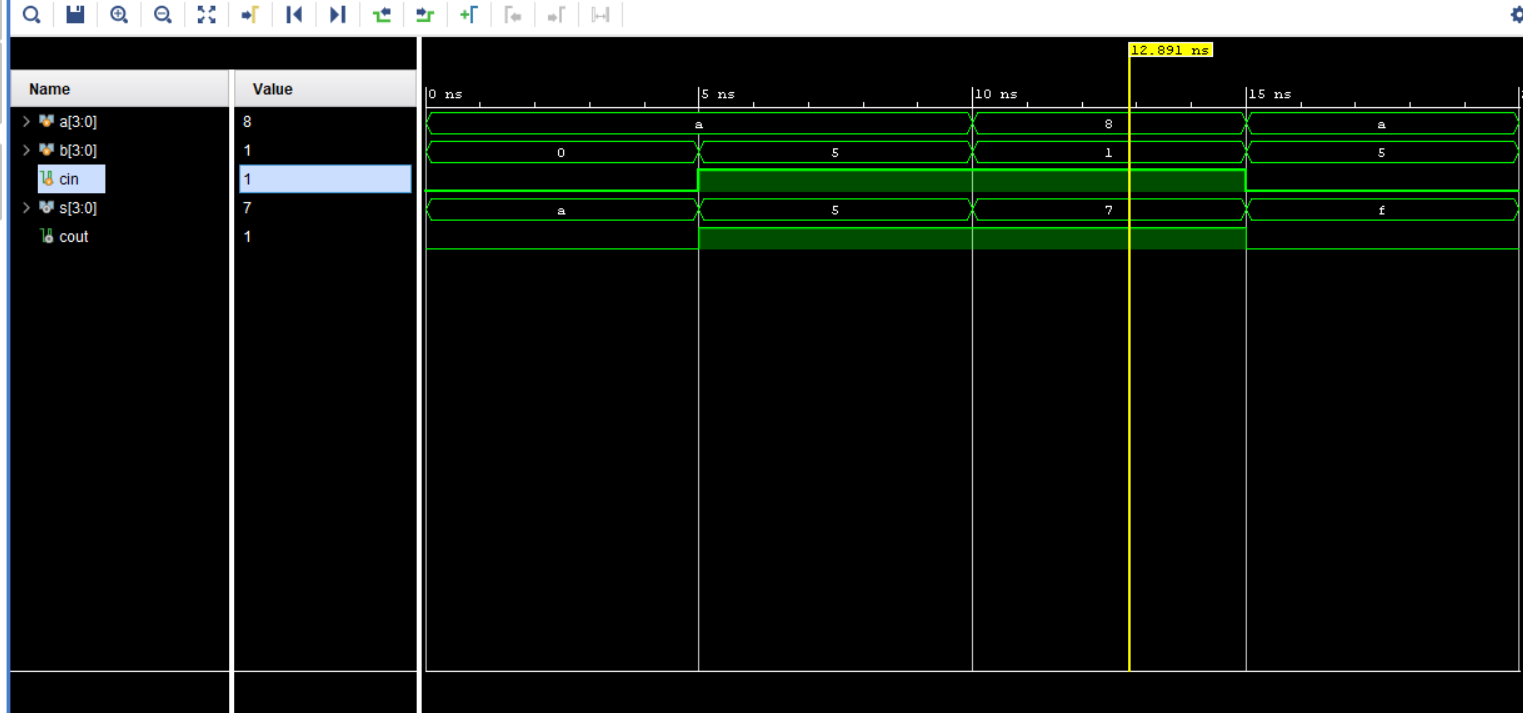 12.891 ns
Name Value 0 ns 5 ns 10 ns 15 ns
a[3:0] 8 a 8 a
b[3:0] 1 0 5 1 5
cin 1
s[3:0] 7 a 5 7 f
cout 1